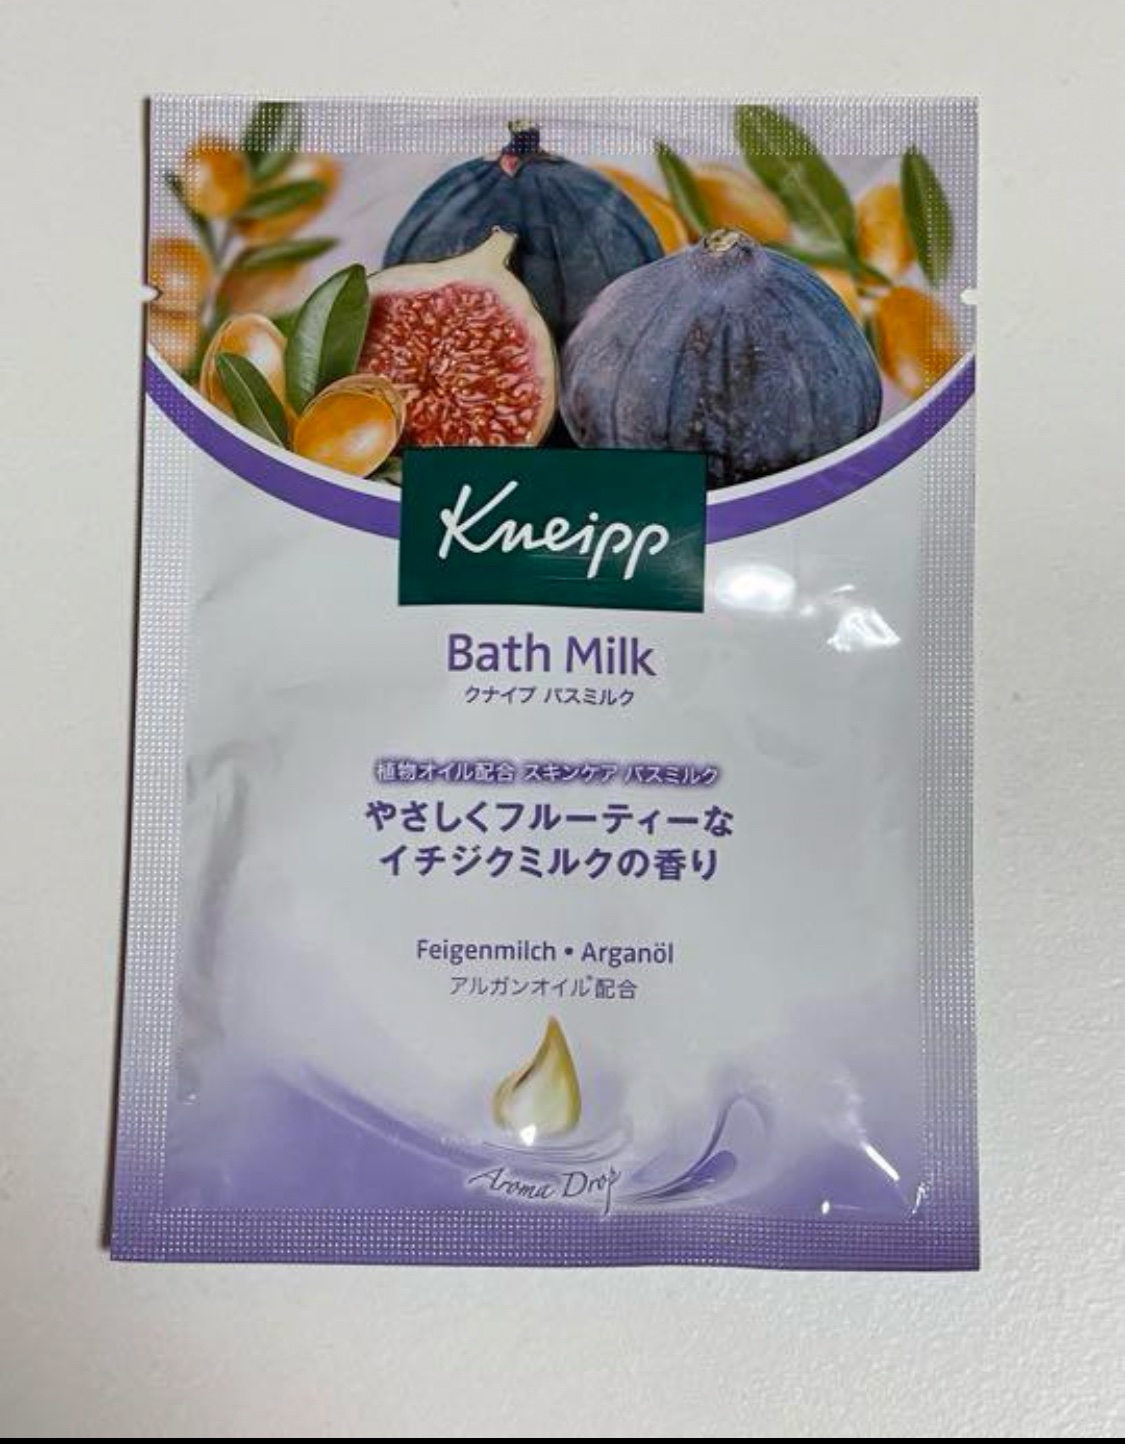 Kneipp
Bath Milk
クナイプ バスミルク
植物オイル配合 スキンケア バスミルク
やさしくフルーティーな
イチジクミルクの香り
Feigenmilch • Arganöl
アルガンオイル*配合
Aroma Drop